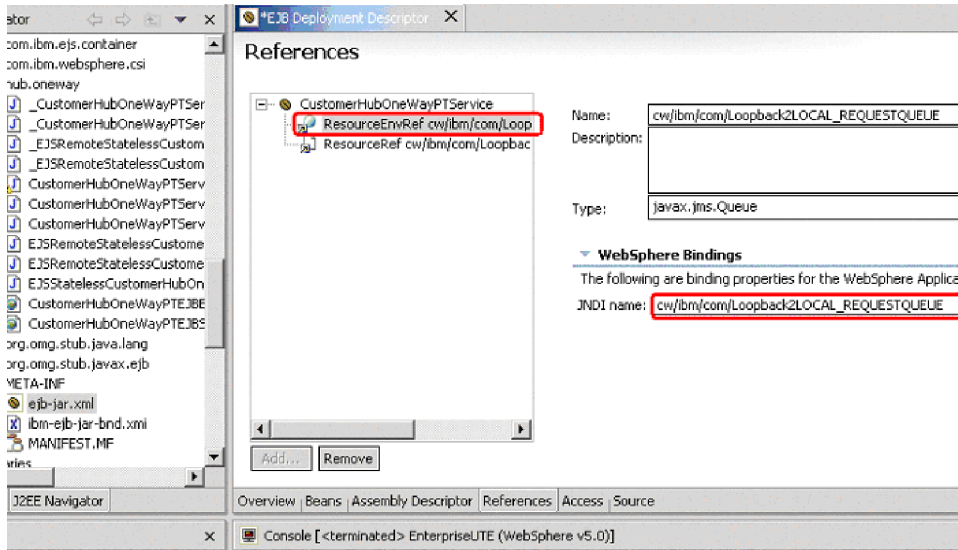 ator
com.ibm.ejs.container
com.ibm.websphere.csi
hub.oneway
_CustomerHubOneWayPTSer
_CustomerHubOneWayPTSer
_EJSRemoteStatelessCustom
_EJSRemoteStatelessCustom
CustomerHubOneWayPTServ
CustomerHubOneWayPTServ
CustomerHubOneWayPTServ
EJSRemoteStatelessCustome
EJSRemoteStatelessCustome
EJSStatelessCustomerHubOn
CustomerHubOneWayPTEJBE
CustomerHubOneWayPTEJBS
org.omg.stub.java.lang
org.omg.stub.javax.ejb
META-INF
ejb-jar.xml
ibm-ejb-jar-bnd.xmi
MANIFEST.MF
aries
J2EE Navigator
*EJB Deployment Descriptor
References
CustomerHubOneWayPTService
ResourceEnvRef cw/ibm/com/Loop
ResourceRef cw/ibm/com/Loopbac
Add... Remove
Name: cw/ibm/com/Loopback2LOCAL_REQUESTQUEUE
Description:
Type: javax.jms.Queue
WebSphere Bindings
The following are binding properties for the WebSphere Applica
JNDI name: cw/ibm/com/Loopback2LOCAL_REQUESTQUEUE
Overview Beans Assembly Descriptor References Access Source
Console [<terminated> EnterpriseUTE (WebSphere v5.0)]